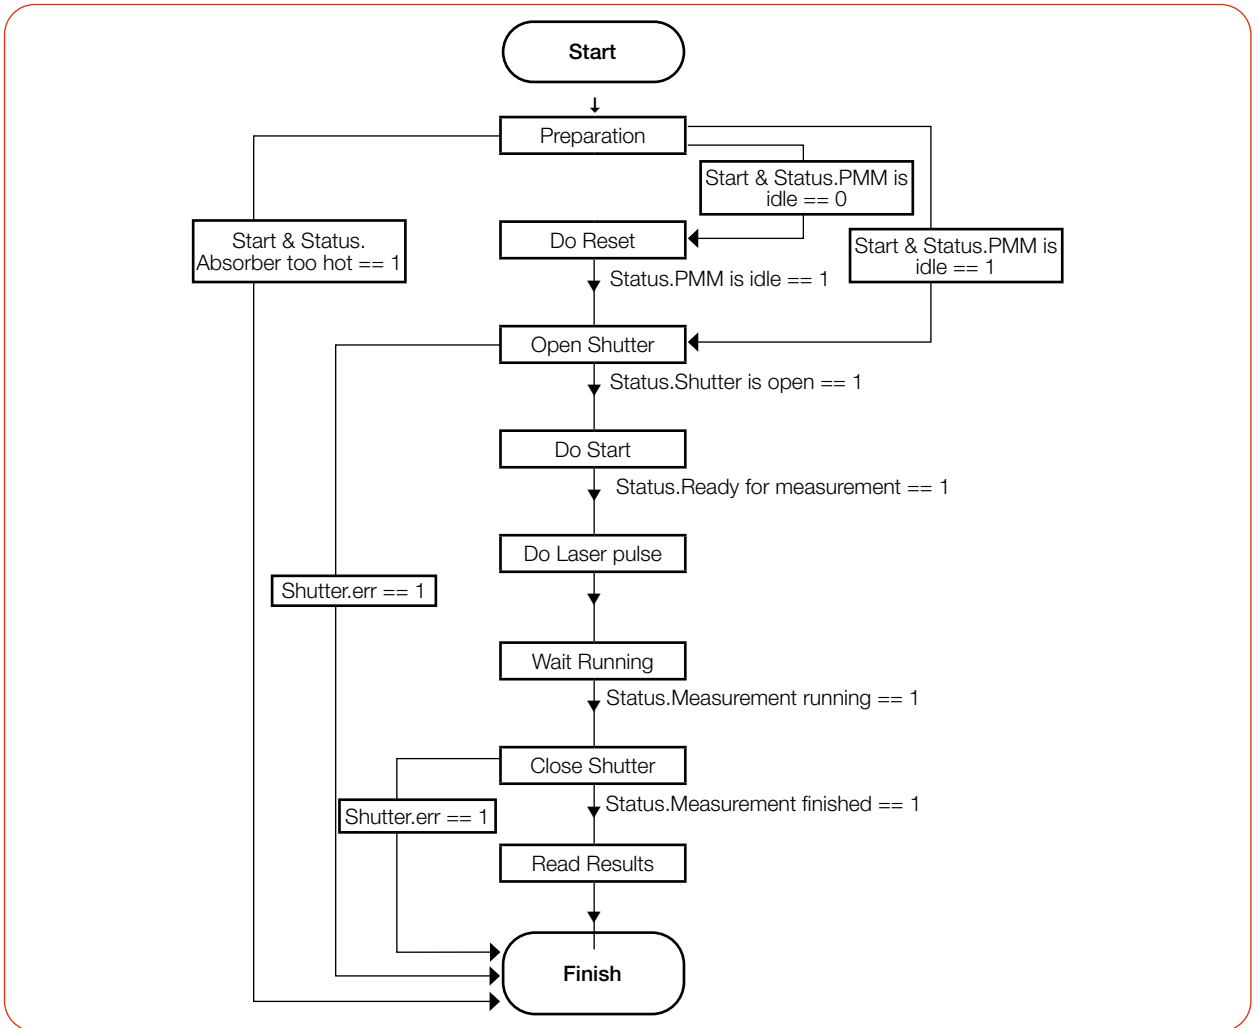 Start
Preparation
Start & Status.PMM is
idle == 0
Start & Status.
Absorber too hot == 1
Do Reset
Start & Status.PMM is
idle == 1
Status.PMM is idle == 1
Open Shutter
Status.Shutter is open == 1
Do Start
Status.Ready for measurement == 1
Do Laser pulse
Shutter.err == 1
Wait Running
Status.Measurement running == 1
Close Shutter
Status.Measurement finished == 1
Shutter.err == 1
Read Results
Finish